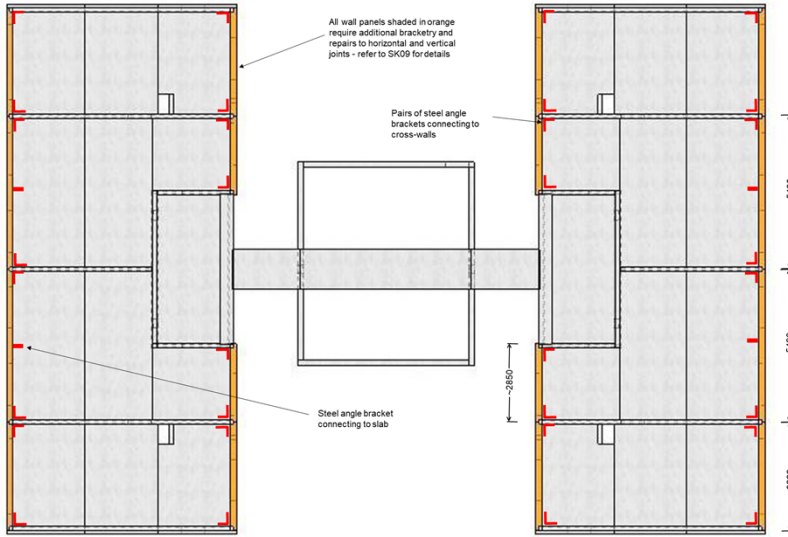 All wall panels shaded in orange
require additional bracketry and
repairs to horizontal and vertical
joints - refer to SK09 for details
Pairs of steel angle
brackets connecting to
cross-walls
~2850
Steel angle bracket
connecting to slab